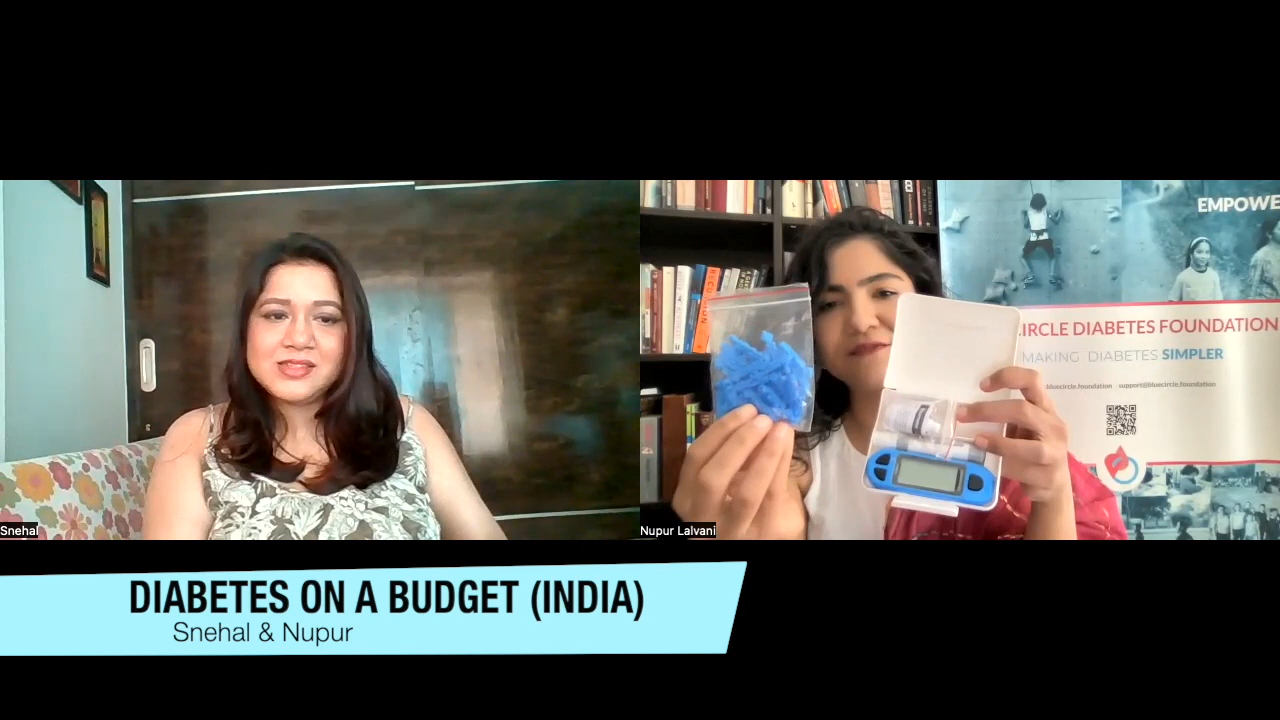 EMPOWE
IRCLE DIABETES FOUNDATION
MAKING DIABETES SIMPLER
bluecircle.foundation support@bluecircle.foundation
Snehal
Nupur Lalvani
DIABETES ON A BUDGET (INDIA)
Snehal & Nupur